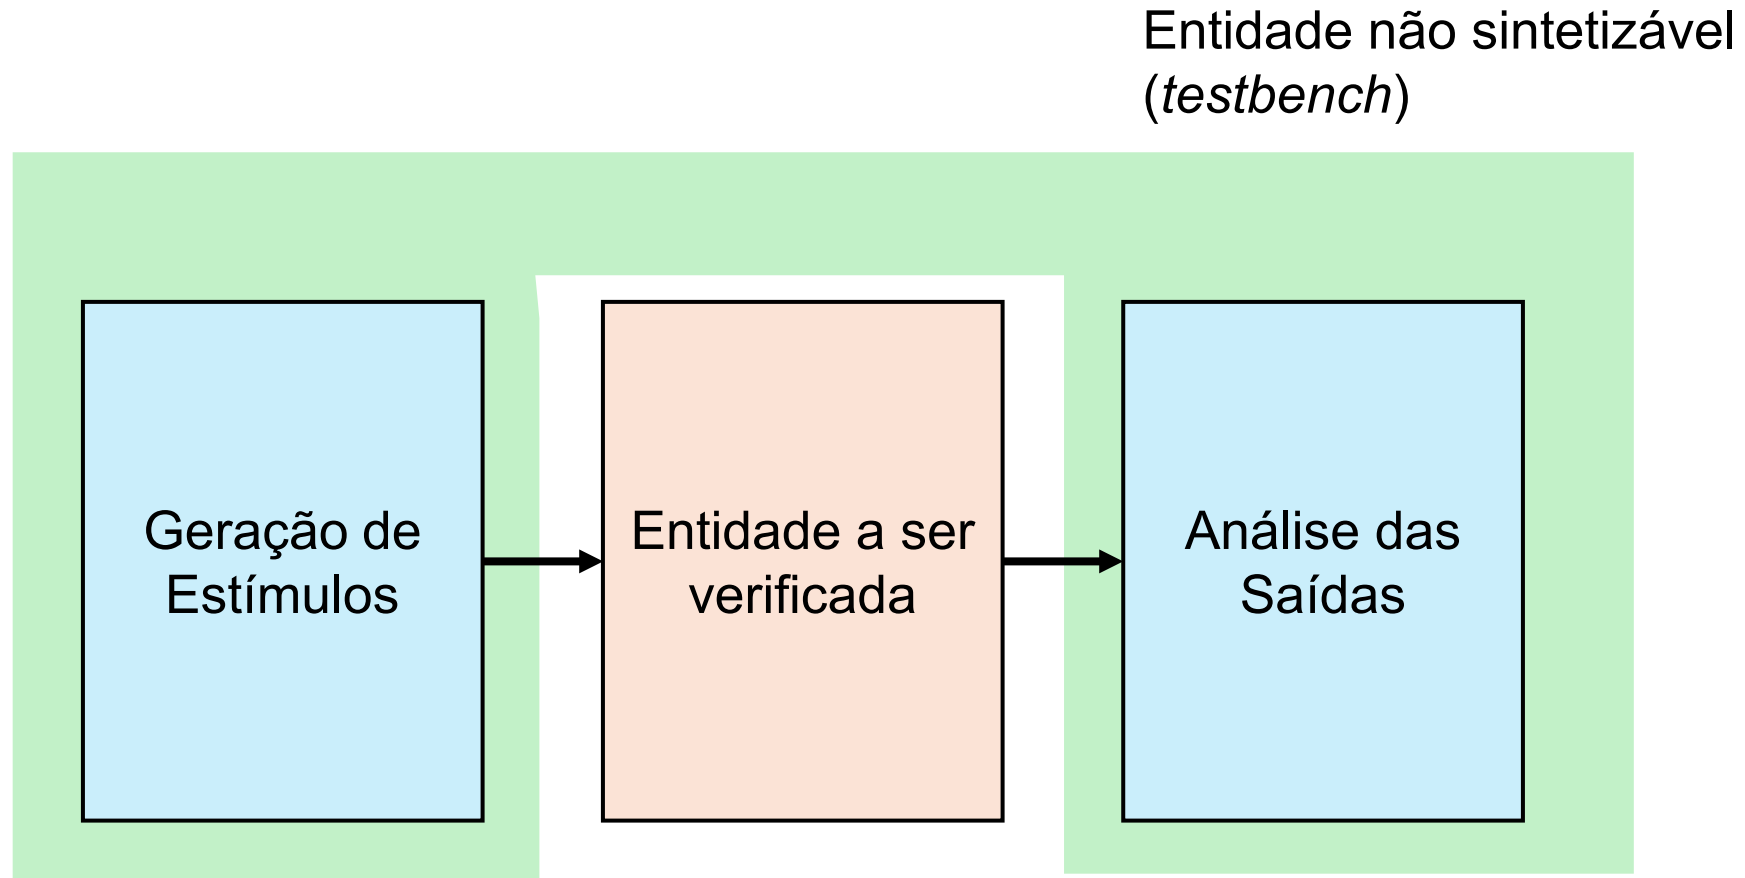 Entidade não sintetizável
(testbench)
Geração de
Estímulos
Entidade a ser
verificada
Análise das
Saídas